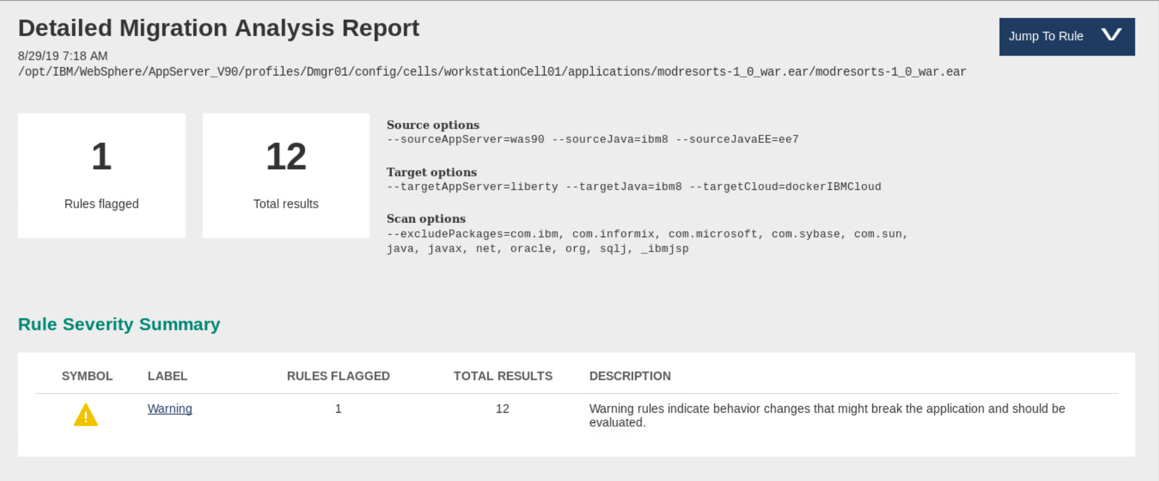 Detailed Migration Analysis Report
Jump To Rule
8/29/19 7:18 AM
/opt/IBM/WebSphere/AppServer_V90/profiles/Dmgr01/config/cells/workstationCell01/applications/modresorts-1_0_war.ear/modresorts-1_0_war.ear
1
Rules flagged
12
Total results
Source options
--sourceAppServer=was90 --sourceJava=ibm8 --sourceJavaEE=ee7
Target options
--targetAppServer=liberty --targetJava=ibm8 --targetCloud=dockerIBMCloud
Scan options
--excludePackages=com.ibm, com.informix, com.microsoft, com.sybase, com.sun,
java, javax, net, oracle, org, sqlj, _ibmjsp
Rule Severity Summary
SYMBOL LABEL RULES FLAGGED TOTAL RESULTS DESCRIPTION
Warning 1 12 Warning rules indicate behavior changes that might break the application and should be
evaluated.